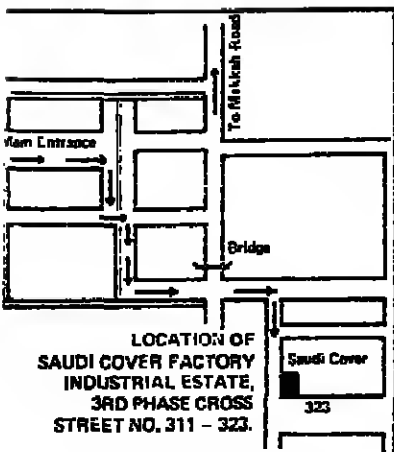 To Makkah Road
Main Entrance
Bridge
LOCATION OF
SAUDI COVER FACTORY
INDUSTRIAL ESTATE,
3RD PHASE CROSS
STREET NO. 311 – 323.
Saudi Cover
323